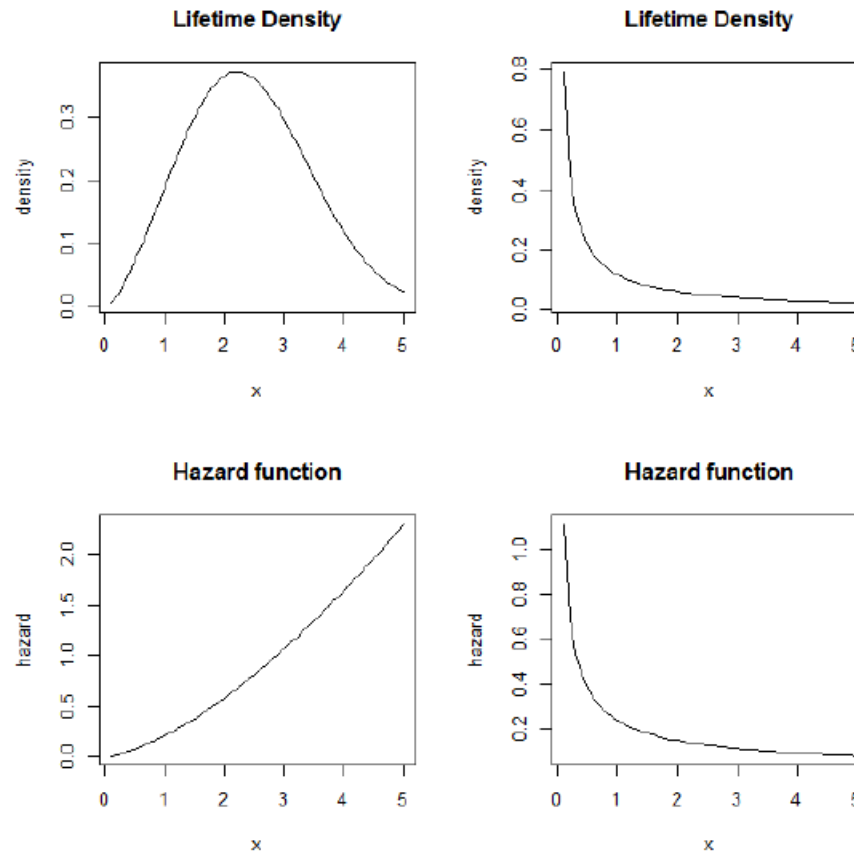 Lifetime Density
density
0.0 0.1 0.2 0.3
0 1 2 3 4 5
x
Lifetime Density
density
0.0 0.2 0.4 0.6 0.8
0 1 2 3 4 5
x
Hazard function
hazard
0.0 0.5 1.0 1.5 2.0
0 1 2 3 4 5
x
Hazard function
hazard
0.2 0.4 0.6 0.8 1.0
0 1 2 3 4 5
x